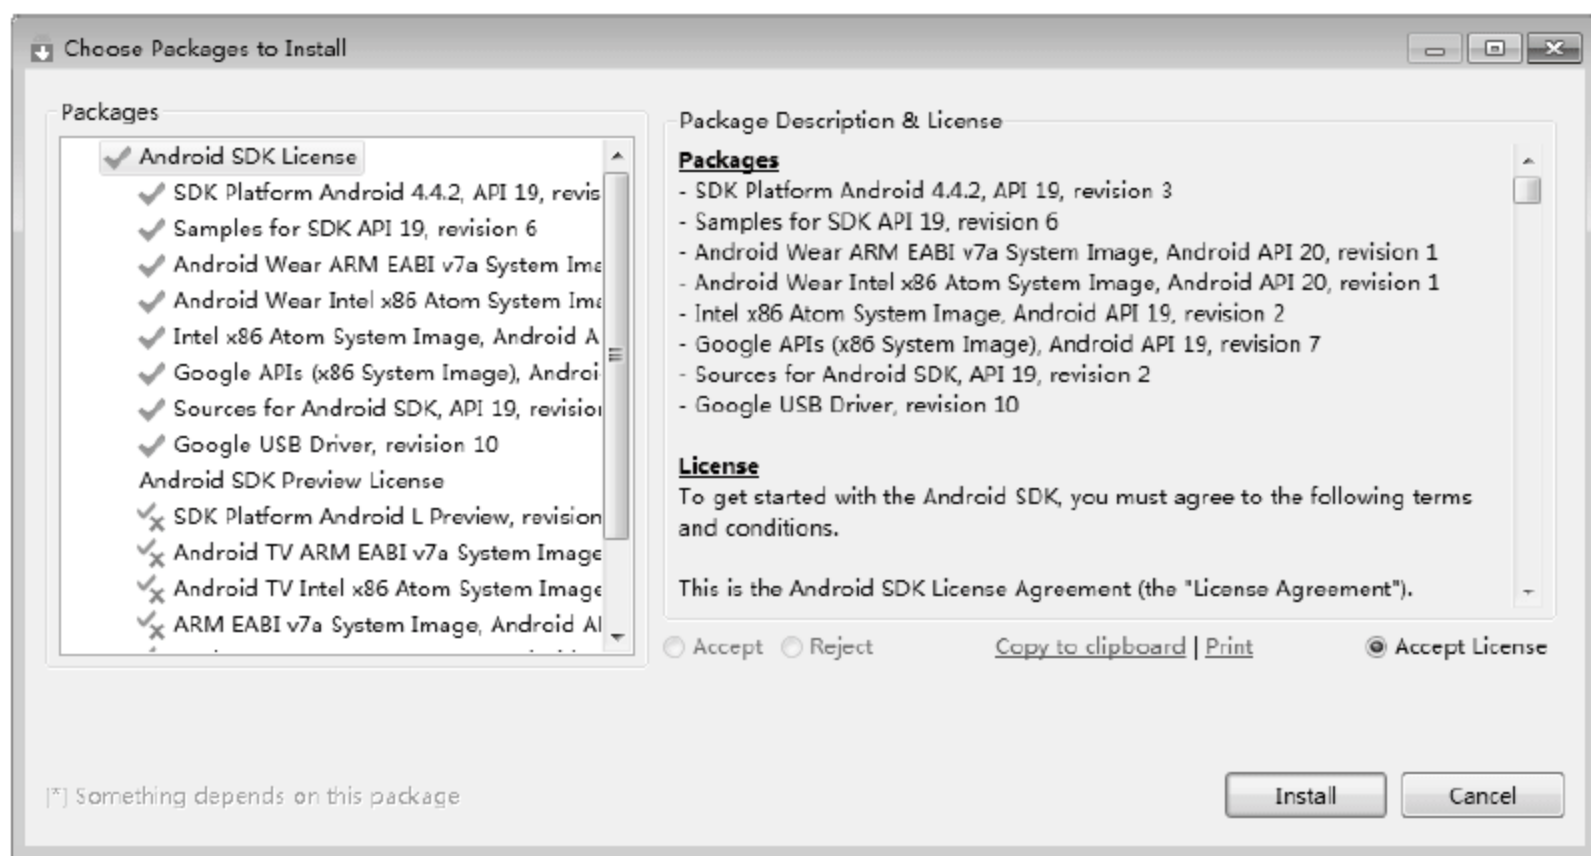 Choose Packages to Install
Packages
Android SDK License
SDK Platform Android 4.4.2, API 19, revis
Samples for SDK API 19, revision 6
Android Wear ARM EABI v7a System Ima
Android Wear Intel x86 Atom System Ima
Intel x86 Atom System Image, Android A
Google APIs (x86 System Image), Androi
Sources for Android SDK, API 19, revision
Google USB Driver, revision 10
Android SDK Preview License
SDK Platform Android L Preview, revision
Android TV ARM EABI v7a System Image
Android TV Intel x86 Atom System Image
ARM EABI v7a System Image, Android AI
Package Description & License
Packages
- SDK Platform Android 4.4.2, API 19, revision 3
- Samples for SDK API 19, revision 6
- Android Wear ARM EABI v7a System Image, Android API 20, revision 1
- Android Wear Intel x86 Atom System Image, Android API 20, revision 1
- Intel x86 Atom System Image, Android API 19, revision 2
- Google APIs (x86 System Image), Android API 19, revision 7
- Sources for Android SDK, API 19, revision 2
- Google USB Driver, revision 10
License
To get started with the Android SDK, you must agree to the following terms
and conditions.
This is the Android SDK License Agreement (the "License Agreement").
Accept Reject Copy to clipboard | Print Accept License
[*] Something depends on this package
Install Cancel